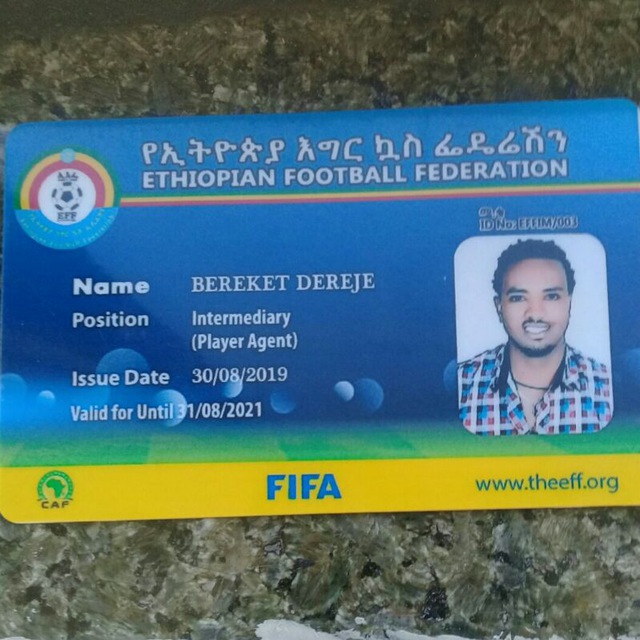 የኢትዮጵያ እግር ኳስ ፌዴሬሽን
ETHIOPIAN FOOTBALL FEDERATION
EFF
ID No: EFFIM/003
Name BEREKET DEREJE
Position Intermediary
(Player Agent)
Issue Date 30/08/2019
Valid for Until 31/08/2021
CAF
FIFA
www.theeff.org